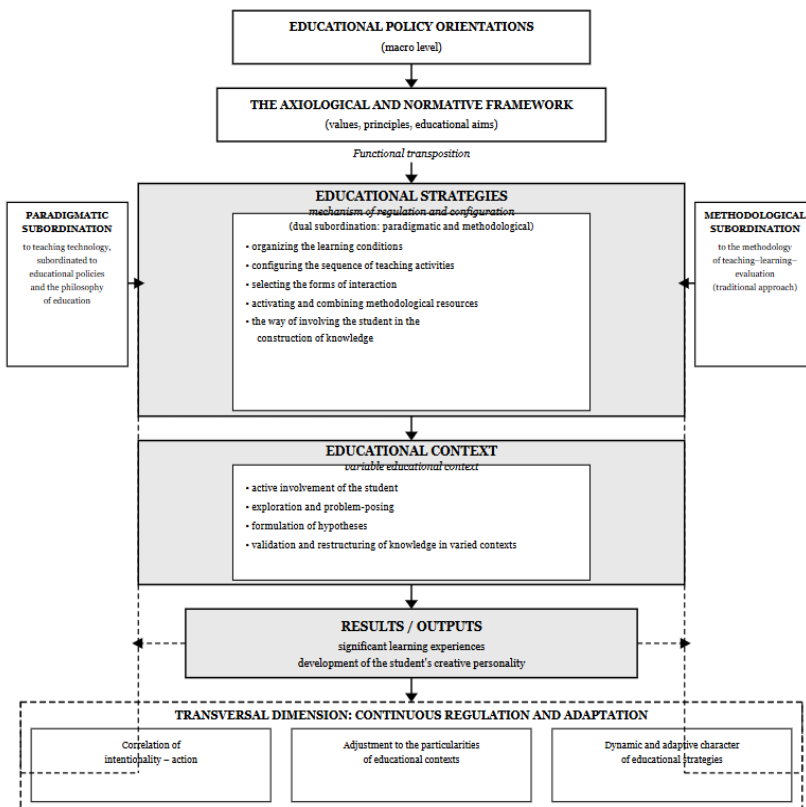 EDUCATIONAL POLICY ORIENTATIONS
(macro level)
THE AXIOLOGICAL AND NORMATIVE FRAMEWORK
(values, principles, educational aims)
Functional transposition
EDUCATIONAL STRATEGIES
mechanism of regulation and configuration
(dual subordination: paradigmatic and methodological)
• organizing the learning conditions
• configuring the sequence of teaching activities
• selecting the forms of interaction
• activating and combining methodological resources
• the way of involving the student in the
construction of knowledge
PARADIGMATIC
SUBORDINATION
to teaching technology,
subordinated to
educational policies
and the philosophy
of education
METHODOLOGICAL
SUBORDINATION
to the methodology
of teaching–learning–
evaluation
(traditional approach)
EDUCATIONAL CONTEXT
variable educational context
• active involvement of the student
• exploration and problem-posing
• formulation of hypotheses
• validation and restructuring of knowledge in varied contexts
RESULTS / OUTPUTS
significant learning experiences
development of the student's creative personality
TRANSVERSAL DIMENSION: CONTINUOUS REGULATION AND ADAPTATION
Correlation of
intentionality – action
Adjustment to the particularities
of educational contexts
Dynamic and adaptive character
of educational strategies